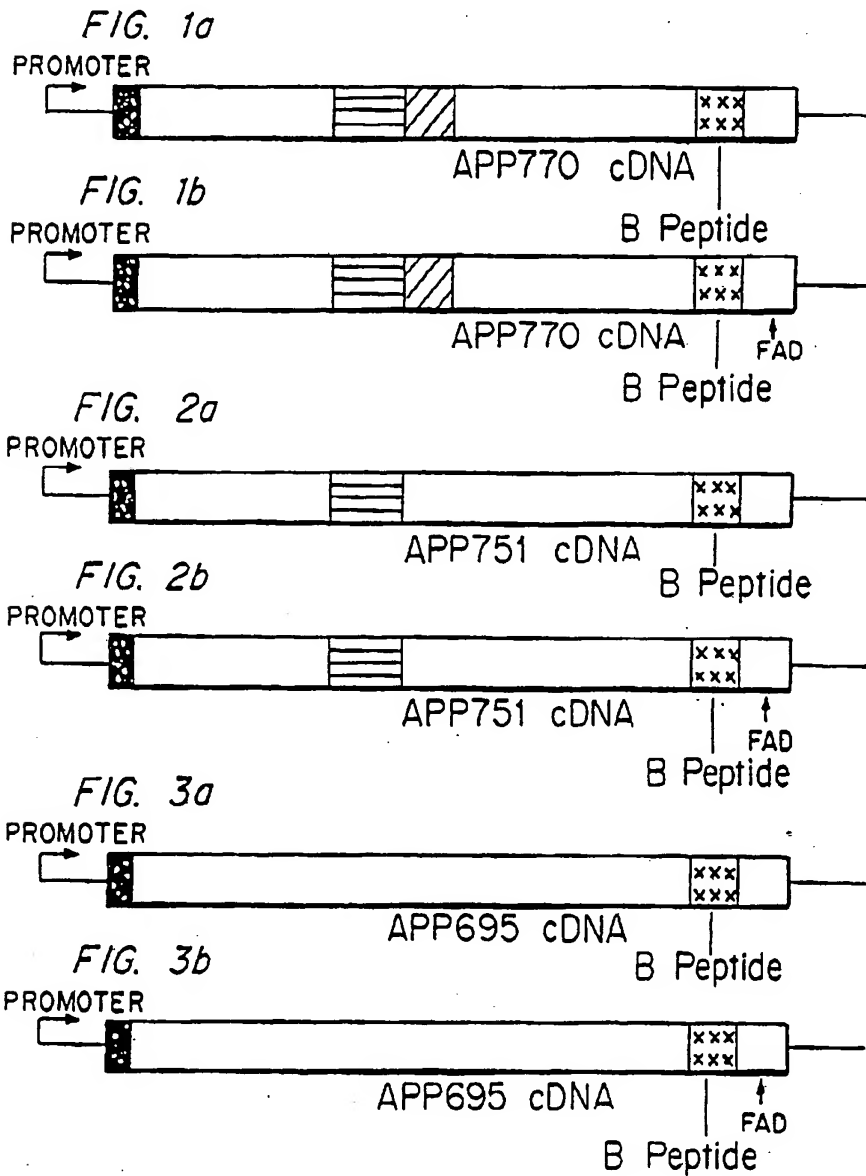 FIG. 1a
PROMOTER
APP770 cDNA
B Peptide
FIG. 1b
PROMOTER
APP770 cDNA
FAD
B Peptide
FIG. 2a
PROMOTER
APP751 cDNA
B Peptide
FIG. 2b
PROMOTER
APP751 cDNA
FAD
B Peptide
FIG. 3a
PROMOTER
APP695 cDNA
B Peptide
FIG. 3b
PROMOTER
APP695 cDNA
FAD
B Peptide